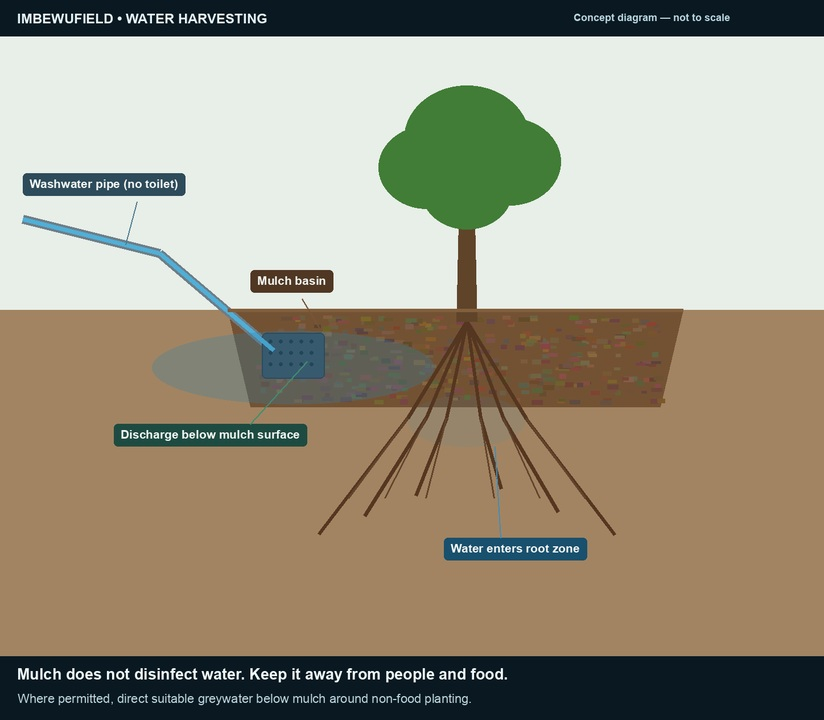 IMBEWUFIELD • WATER HARVESTING
Concept diagram — not to scale
Washwater pipe (no toilet)
Mulch basin
Discharge below mulch surface
Water enters root zone
Mulch does not disinfect water. Keep it away from people and food.
Where permitted, direct suitable greywater below mulch around non-food planting.